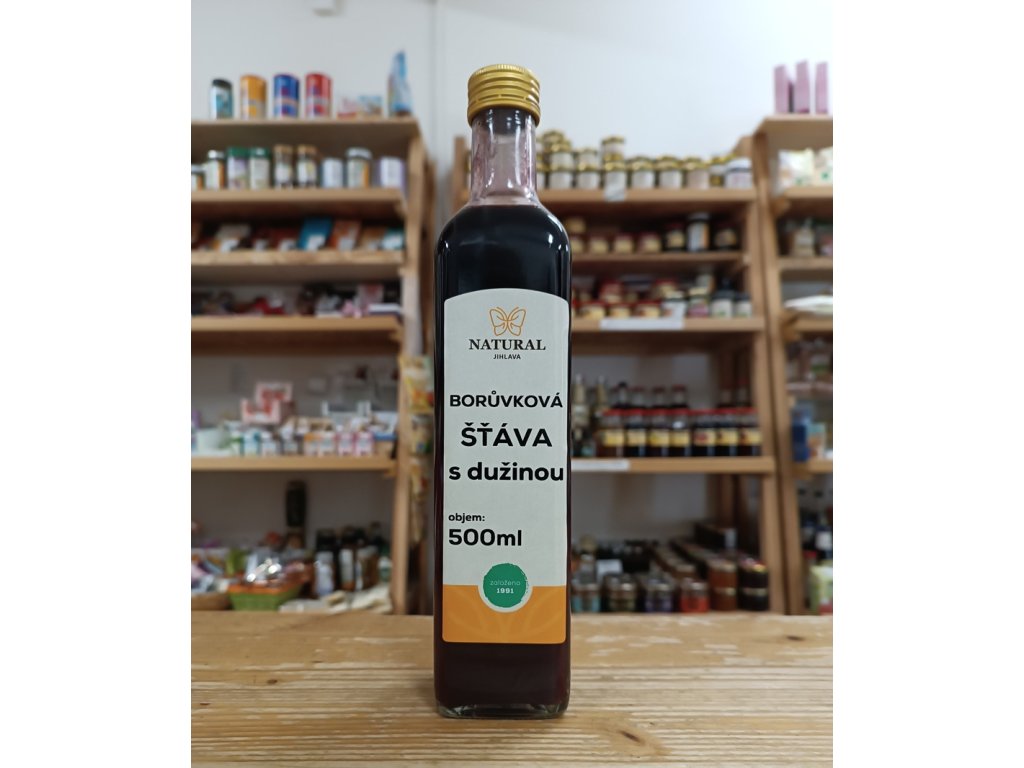 NATURAL
JIHLAVA
BORŮVKOVÁ
ŠŤÁVA
s dužinou
objem:
500ml
založeno
1991